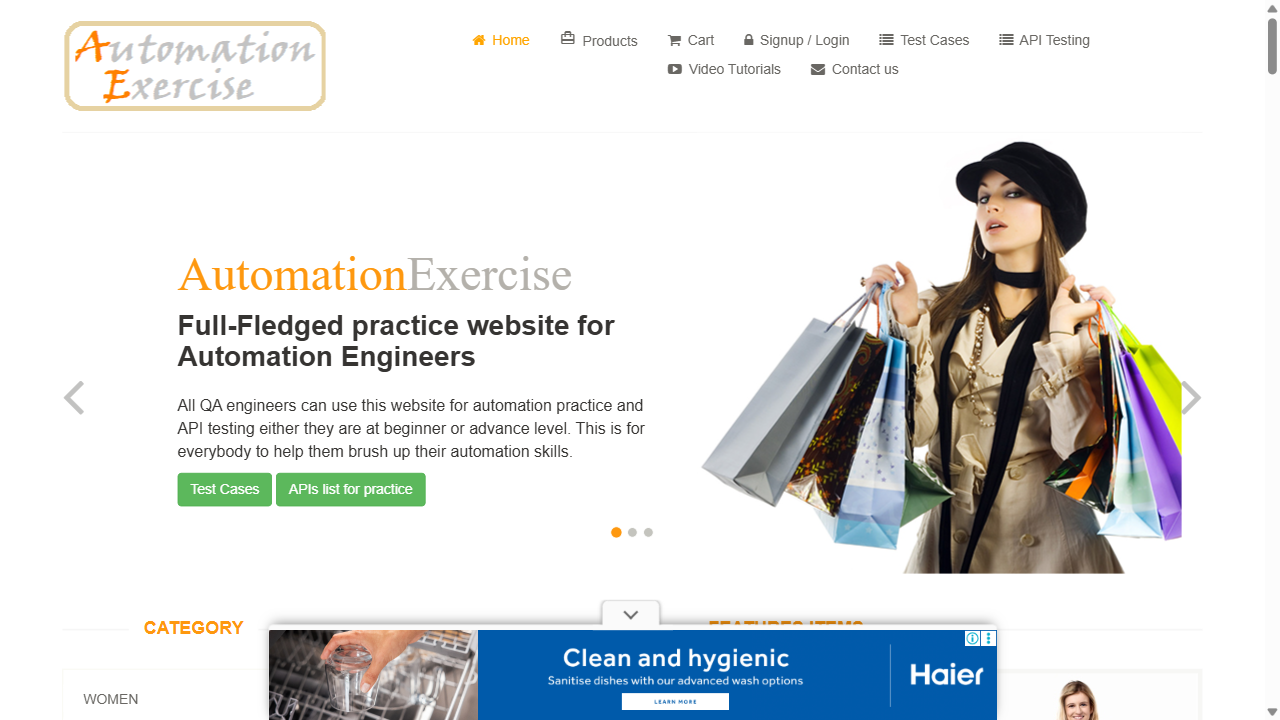 Automation
Exercise
Home
Products
Cart
Signup / Login
Test Cases
API Testing
Video Tutorials
Contact us
AutomationExercise
Full-Fledged practice website for
Automation Engineers
All QA engineers can use this website for automation practice and
API testing either they are at beginner or advance level. This is for
everybody to help them brush up their automation skills.
Test Cases
APIs list for practice
CATEGORY
FEATURES ITEMS
WOMEN
Clean and hygienic
Sanitise dishes with our advanced wash options
LEARN MORE
Haier